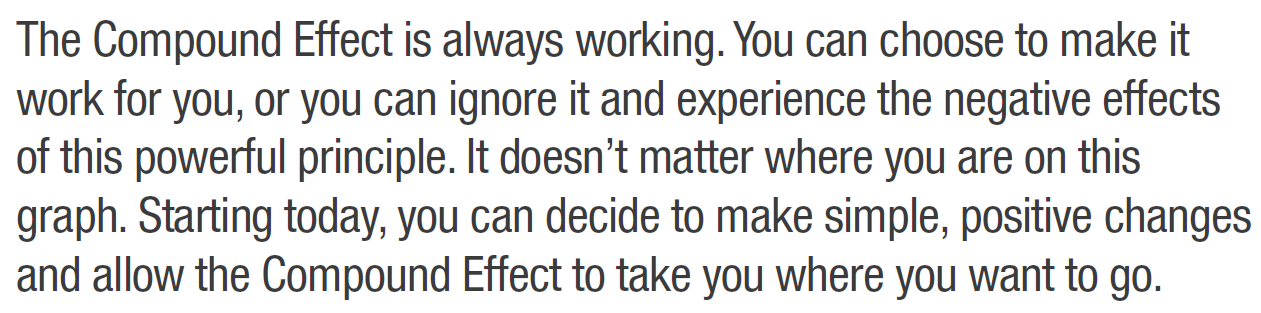 The Compound Effect is always working. You can choose to make it
work for you, or you can ignore it and experience the negative effects
of this powerful principle. It doesn’t matter where you are on this
graph. Starting today, you can decide to make simple, positive changes
and allow the Compound Effect to take you where you want to go.